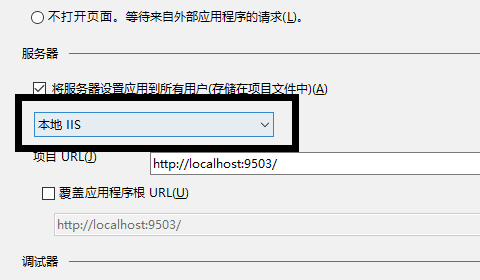 不打开页面。等待来自外部应用程序的请求(L)。
服务器
将服务器设置应用到所有用户(存储在项目文件中)(A)
本地 IIS
项目 URL(J)
http://localhost:9503/
覆盖应用程序根 URL(U)
http://localhost:9503/
调试器